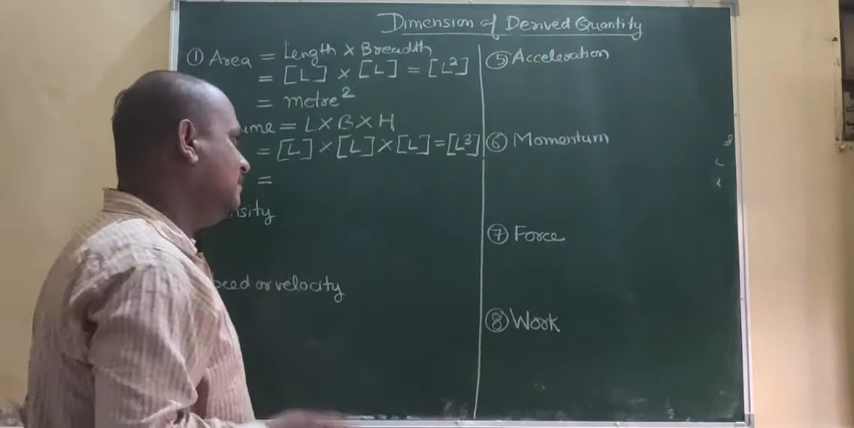 Dimension of Derived Quantity
① Area = Length × Breadth
= [L] × [L] = [L²]
= metre²
ume = L×B×H
= [L] × [L] × [L] = [L³]
=
sity
peed or velocity
⑤ Acceleration
⑥ Momentum
⑦ Force
⑧ Work